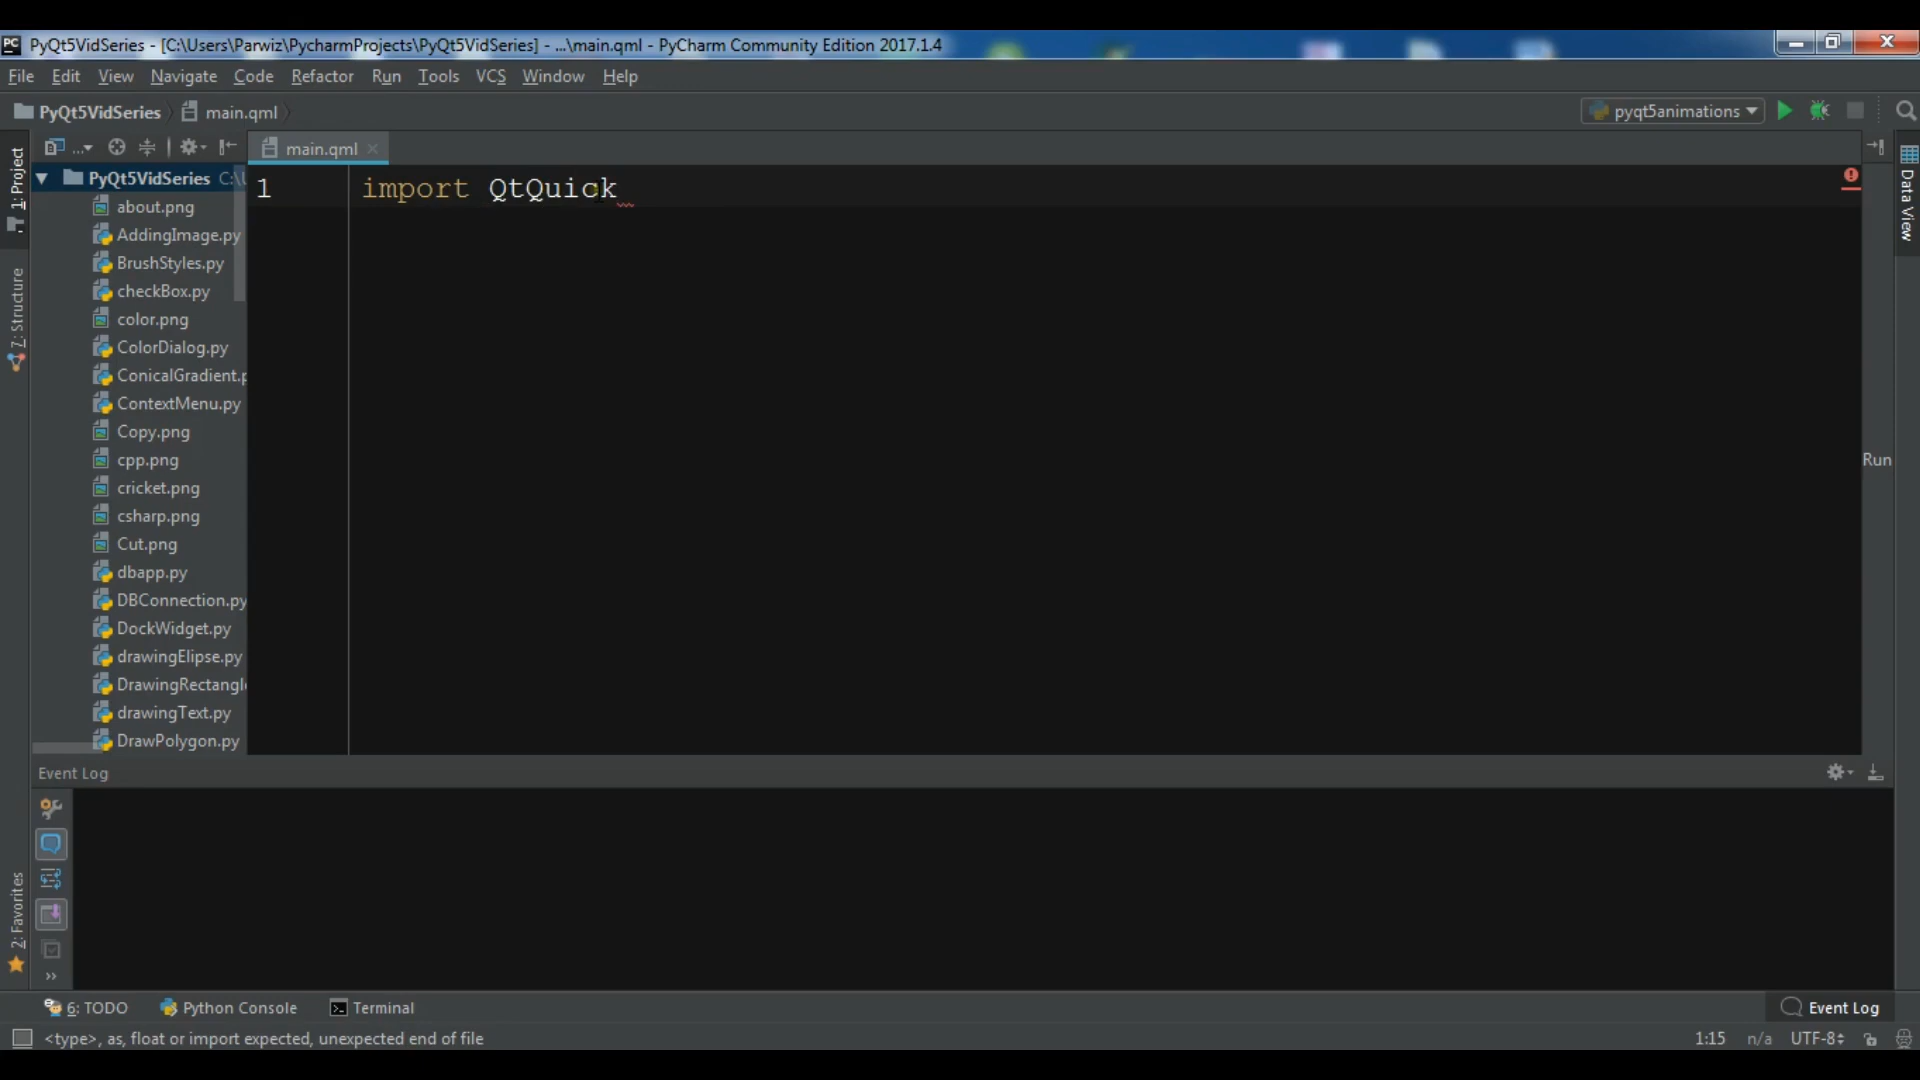 PyQt5VidSeries - [C:\Users\Parwiz\PycharmProjects\PyQt5VidSeries] - ...\main.qml - PyCharm Community Edition 2017.1.4
File Edit View Navigate Code Refactor Run Tools VCS Window Help
PyQt5VidSeries main.qml
pyqt5animations
... main.qml
1: Project
PyQt5VidSeries C:\U
1 import QtQuick
about.png
AddingImage.py
BrushStyles.py
checkBox.py
color.png
ColorDialog.py
ConicalGradient.p
ContextMenu.py
Copy.png
cpp.png
cricket.png
csharp.png
Cut.png
dbapp.py
DBConnection.py
DockWidget.py
drawingElipse.py
DrawingRectangl
drawingText.py
DrawPolygon.py
7: Structure
Data View
Run
Event Log
2: Favorites
6: TODO Python Console Terminal Event Log
<type>, as, float or import expected, unexpected end of file 1:15 n/a UTF-8